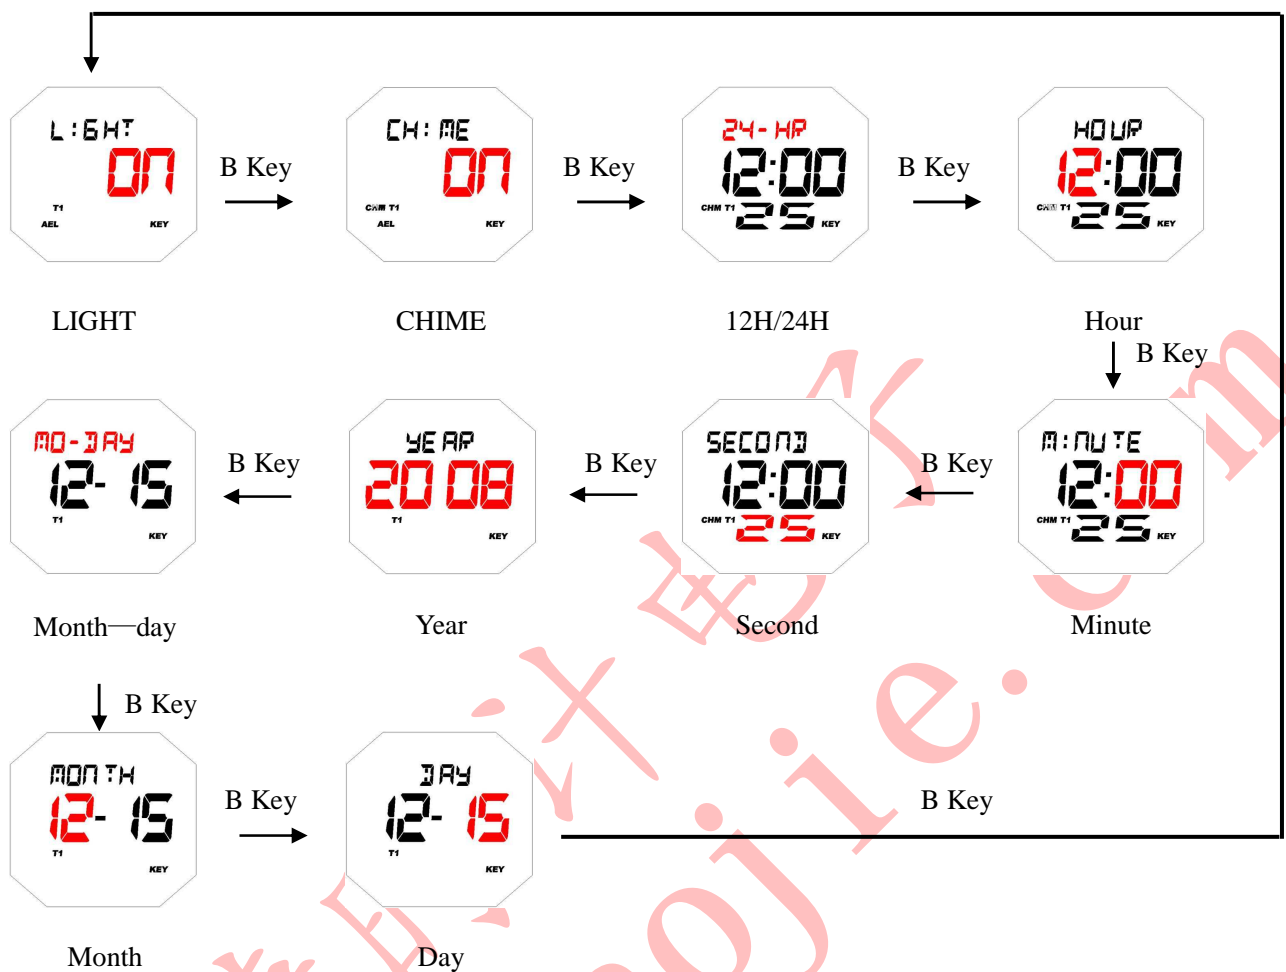 L:GHT
ON
T1
AEL KEY
B Key
CH:ME
ON
CHM T1
AEL KEY
B Key
24-HR
12:00
CHM T1 25 KEY
B Key
HOUR
12:00
CHM T1 25 KEY
LIGHT
CHIME
12H/24H
Hour
B Key
MO-DAY
12-15
T1
KEY
B Key
YEAR
2008
T1
KEY
B Key
SECOND
12:00
CHM T1 25 KEY
B Key
M:NUTE
12:00
CHM T1 25 KEY
Month—day
Year
Second
Minute
B Key
MONTH
12-15
T1
KEY
B Key
DAY
12-15
T1
KEY
B Key
Month
Day